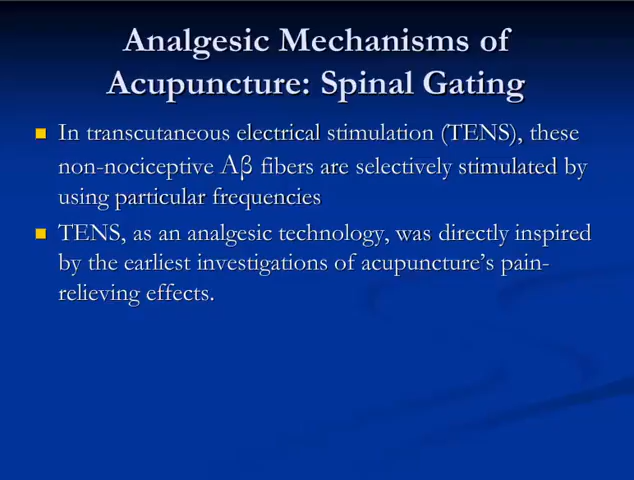 Analgesic Mechanisms of
Acupuncture: Spinal Gating
In transcutaneous electrical stimulation (TENS), these
non-nociceptive Aβ fibers are selectively stimulated by
using particular frequencies
TENS, as an analgesic technology, was directly inspired
by the earliest investigations of acupuncture's pain-
relieving effects.